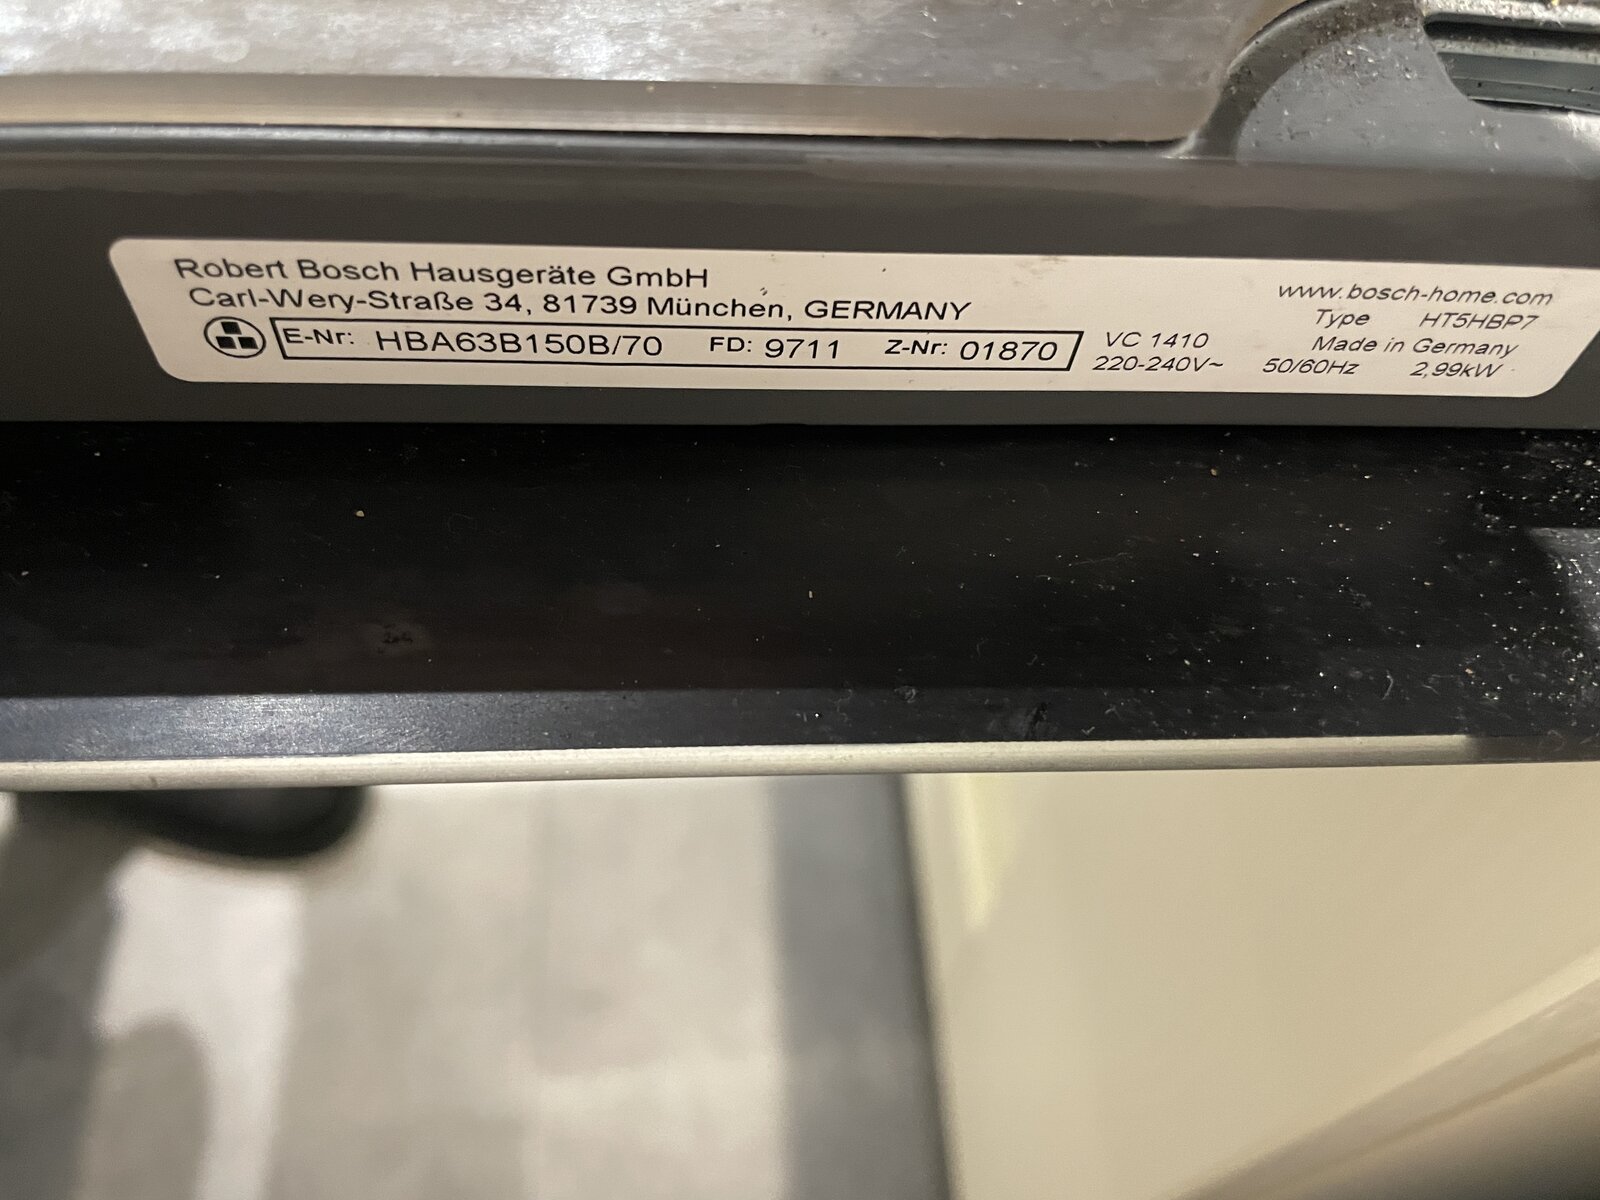 Robert Bosch Hausgeräte GmbH
Carl-Wery-Straße 34, 81739 München, GERMANY
E-Nr: HBA63B150B/70 FD: 9711 Z-Nr: 01870
VC 1410
220-240V~ 50/60Hz 2,99kW
www.bosch-home.com
Type HT5HBP7
Made in Germany